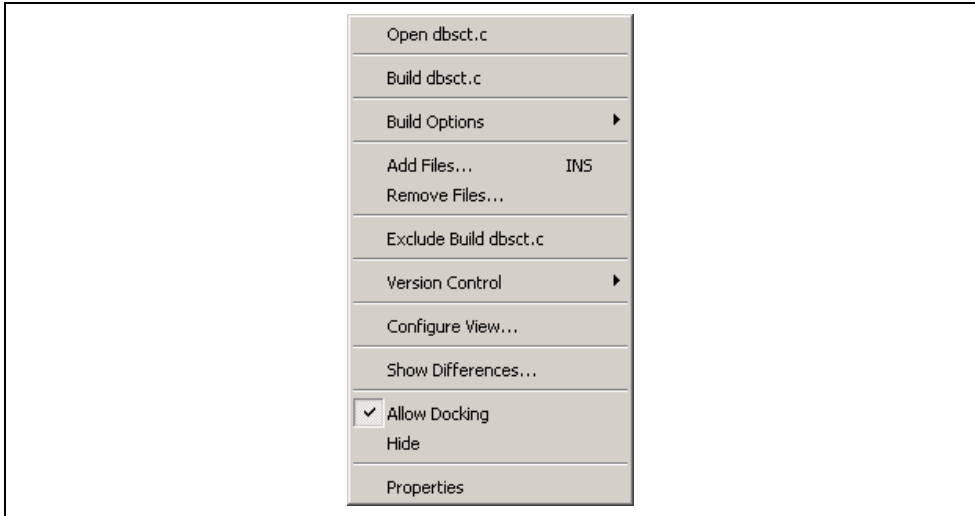 Open dbsct.c
Build dbsct.c
Build Options
Add Files... INS
Remove Files...
Exclude Build dbsct.c
Version Control
Configure View...
Show Differences...
Allow Docking
Hide
Properties